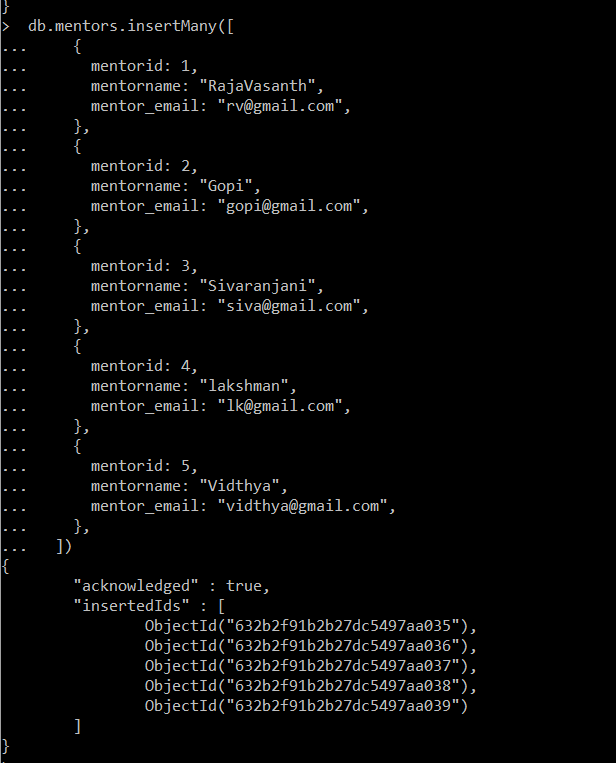 }
>  db.mentors.insertMany([
...     {
...       mentorid: 1,
...       mentorname: "RajaVasanth",
...       mentor_email: "rv@gmail.com",
...     },
...     {
...       mentorid: 2,
...       mentorname: "Gopi",
...       mentor_email: "gopi@gmail.com",
...     },
...     {
...       mentorid: 3,
...       mentorname: "Sivaranjani",
...       mentor_email: "siva@gmail.com",
...     },
...     {
...       mentorid: 4,
...       mentorname: "lakshman",
...       mentor_email: "lk@gmail.com",
...     },
...     {
...       mentorid: 5,
...       mentorname: "Vidthya",
...       mentor_email: "vidthya@gmail.com",
...     },
...   ])
{
        "acknowledged" : true,
        "insertedIds" : [
                ObjectId("632b2f91b2b27dc5497aa035"),
                ObjectId("632b2f91b2b27dc5497aa036"),
                ObjectId("632b2f91b2b27dc5497aa037"),
                ObjectId("632b2f91b2b27dc5497aa038"),
                ObjectId("632b2f91b2b27dc5497aa039")
        ]
}